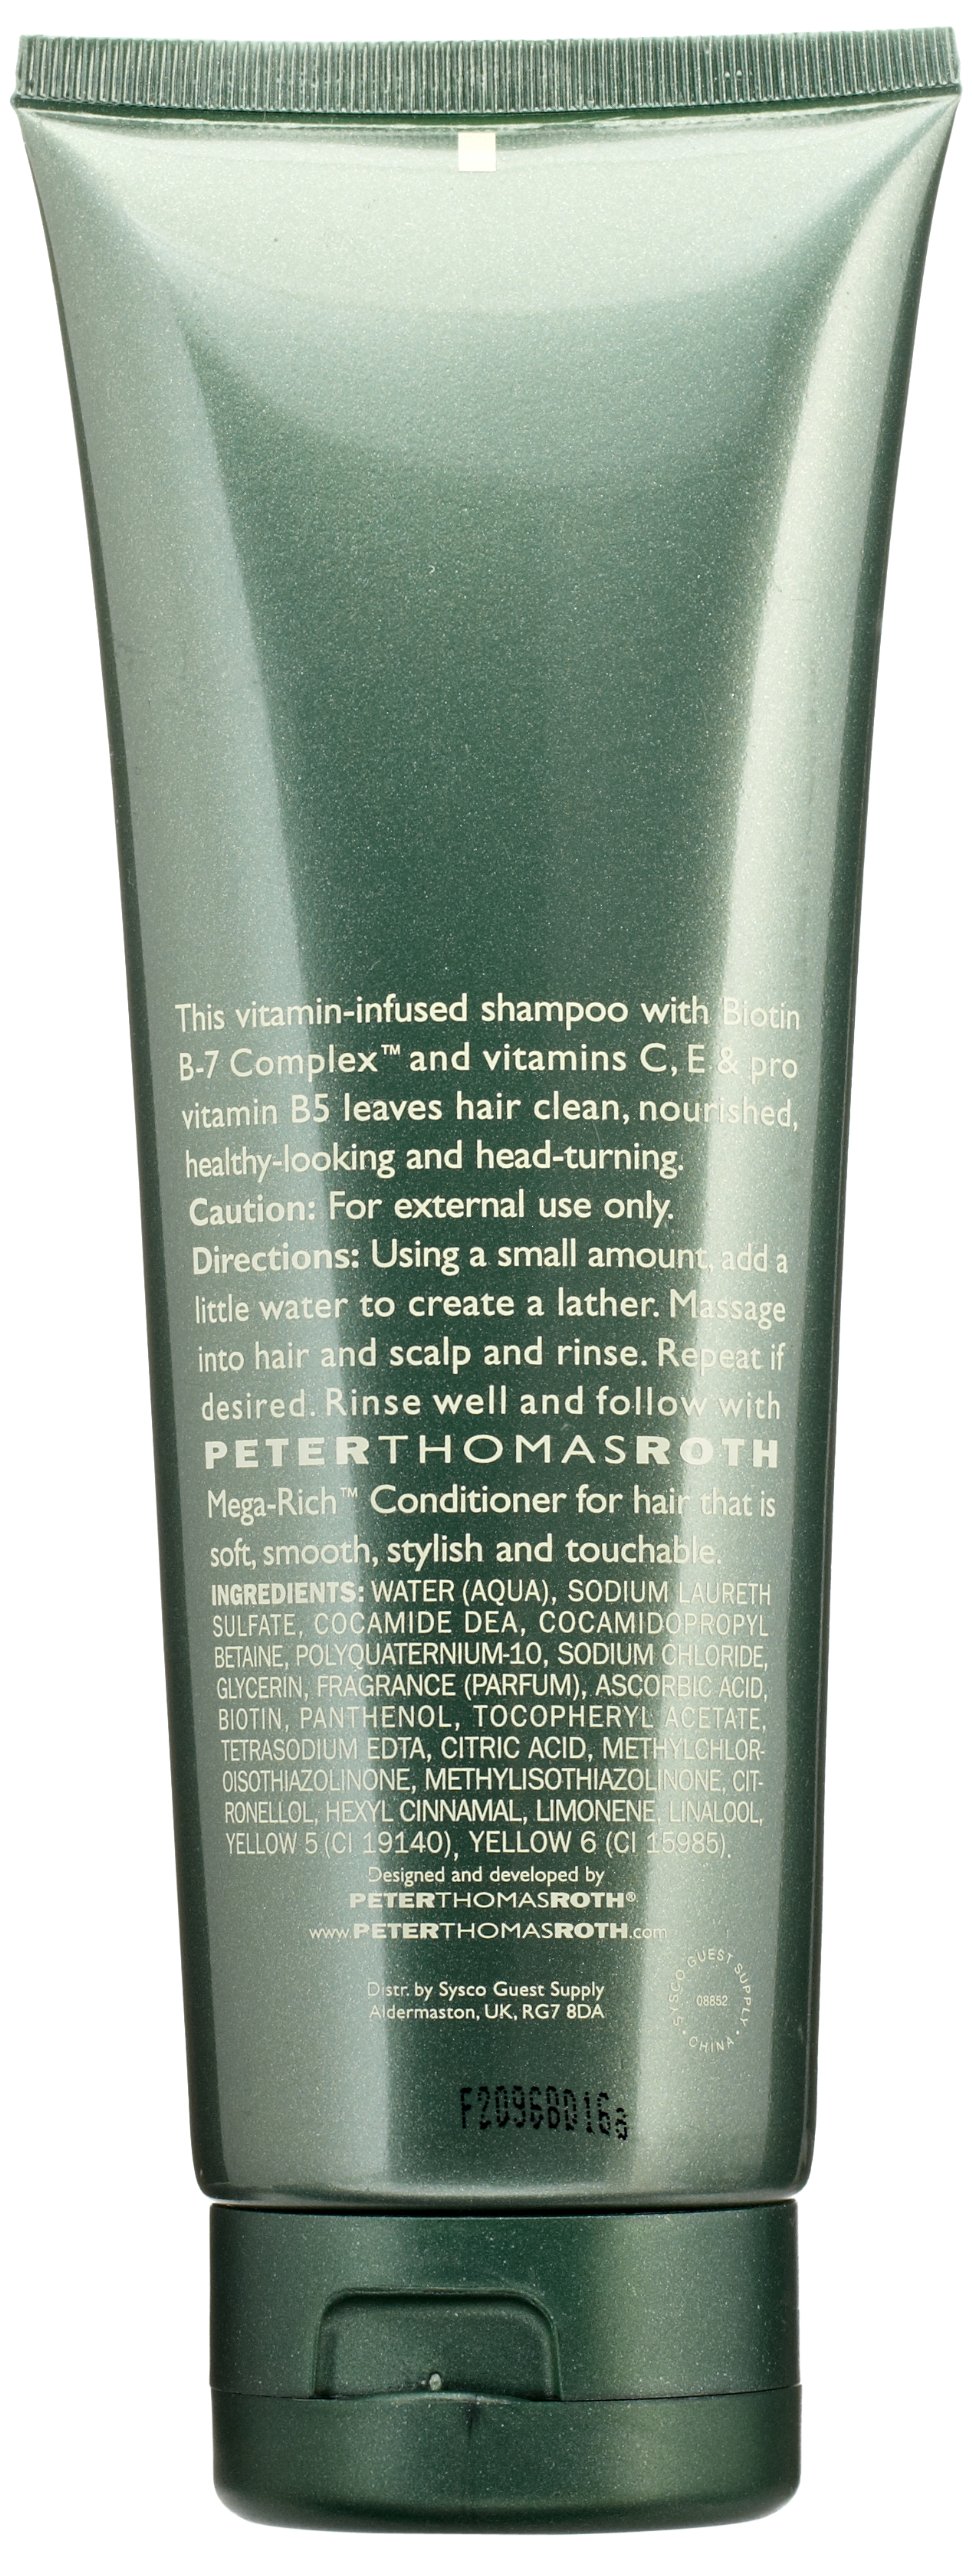 This vitamin-infused shampoo with Biotin
B-7 Complex™ and vitamins C, E & pro
vitamin B5 leaves hair clean, nourished,
healthy-looking and head-turning.
Caution: For external use only.
Directions: Using a small amount, add a
little water to create a lather. Massage
into hair and scalp and rinse. Repeat if
desired. Rinse well and follow with
PETERTHOMASROTH
Mega-Rich™ Conditioner for hair that is
soft, smooth, stylish and touchable.
INGREDIENTS: WATER (AQUA), SODIUM LAURETH
SULFATE, COCAMIDE DEA, COCAMIDOPROPYL
BETAINE, POLYQUATERNIUM-10, SODIUM CHLORIDE,
GLYCERIN, FRAGRANCE (PARFUM), ASCORBIC ACID,
BIOTIN, PANTHENOL, TOCOPHERYL ACETATE,
TETRASODIUM EDTA, CITRIC ACID, METHYLCHLOR-
OISOTHIAZOLINONE, METHYLISOTHIAZOLINONE, CIT-
RONELLOL, HEXYL CINNAMAL, LIMONENE, LINALOOL,
YELLOW 5 (CI 19140), YELLOW 6 (CI 15985).
Designed and developed by
PETERTHOMASROTH®
www.PETERTHOMASROTH.com
Distr. by Sysco Guest Supply
Aldermaston, UK, RG7 8DA
SYSCO GUEST SUPPLY
08852
• CHINA •